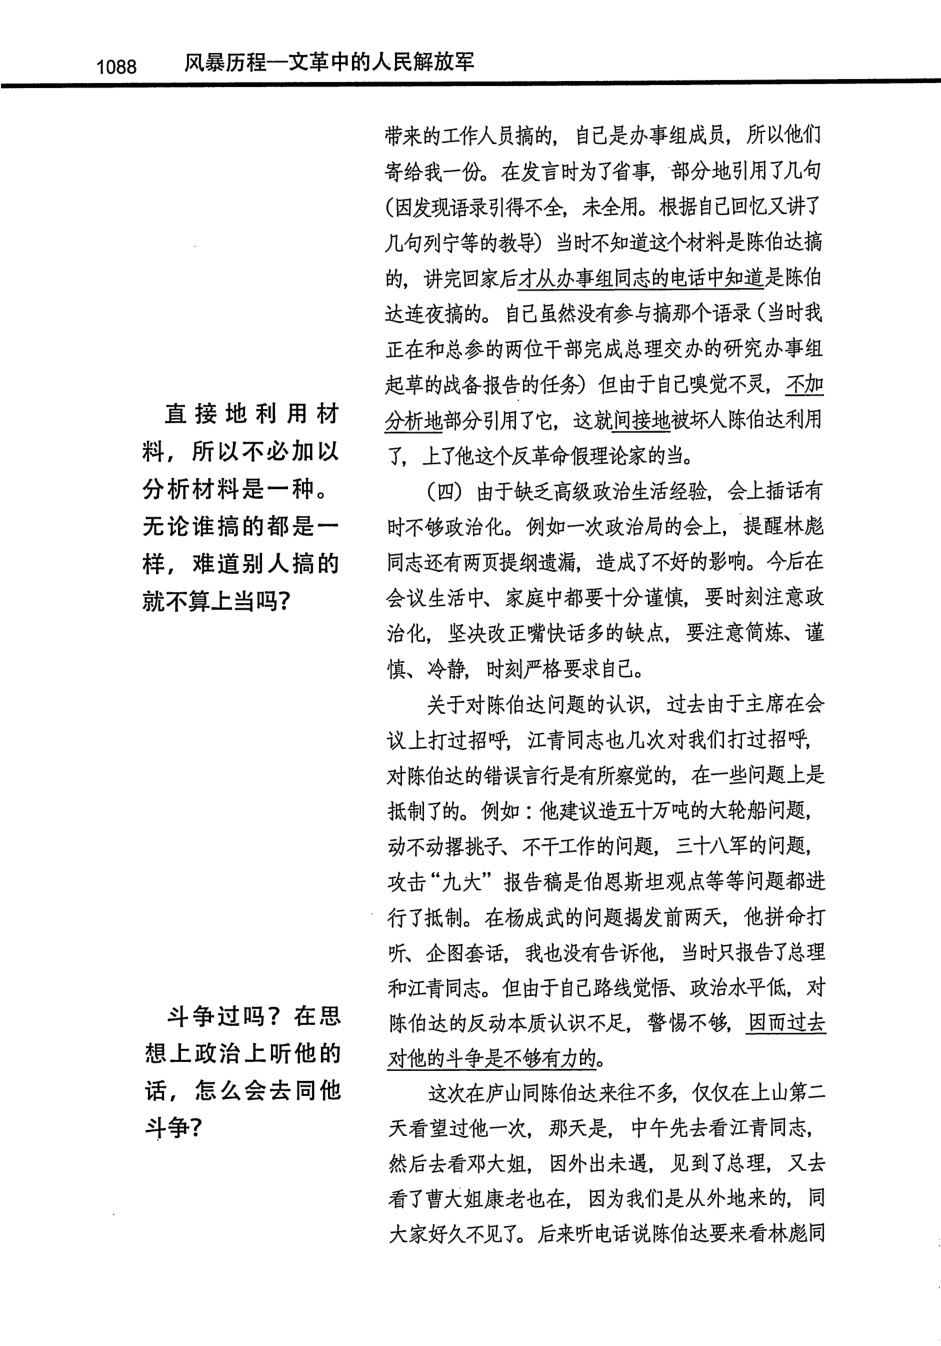 1088 风暴历程—文革中的人民解放军
带来的工作人员搞的，自己是办事组成员，所以他们
寄给我一份。在发言时为了省事，部分地引用了几句
（因发现语录引得不全，未全用。根据自己回忆又讲了
几句列宁等的教导）当时不知道这个材料是陈伯达搞
的，讲完回家后才从办事组同志的电话中知道是陈伯
达连夜搞的。自己虽然没有参与搞那个语录（当时我
正在和总参的两位干部完成总理交办的研究办事组
起草的战备报告的任务）但由于自己嗅觉不灵，不加
分析地部分引用了它，这就间接地被坏人陈伯达利用
了，上了他这个反革命假理论家的当。
直接地利用材
料，所以不必加以
分析材料是一种。
无论谁搞的都是一
样，难道别人搞的
就不算上当吗？
（四）由于缺乏高级政治生活经验，会上插话有
时不够政治化。例如一次政治局的会上，提醒林彪
同志还有两页提纲遗漏，造成了不好的影响。今后在
会议生活中、家庭中都要十分谨慎，要时刻注意政
治化，坚决改正嘴快话多的缺点，要注意简炼、谨
慎、冷静，时刻严格要求自己。
关于对陈伯达问题的认识，过去由于主席在会
议上打过招呼，江青同志也几次对我们打过招呼，
对陈伯达的错误言行是有所察觉的，在一些问题上是
抵制了的。例如：他建议造五十万吨的大轮船问题，
动不动撂挑子、不干工作的问题，三十八军的问题，
攻击“九大”报告稿是伯恩斯坦观点等等问题都进
行了抵制。在杨成武的问题揭发前两天，他拼命打
听、企图套话，我也没有告诉他，当时只报告了总理
和江青同志。但由于自己路线觉悟、政治水平低，对
陈伯达的反动本质认识不足，警惕不够，因而过去
对他的斗争是不够有力的。
斗争过吗？在思
想上政治上听他的
话，怎么会去同他
斗争？
这次在庐山同陈伯达来往不多，仅仅在上山第二
天看望过他一次，那天是，中午先去看江青同志，
然后去看邓大姐，因外出未遇，见到了总理，又去
看了曹大姐康老也在，因为我们是从外地来的，同
大家好久不见了。后来听电话说陈伯达要来看林彪同